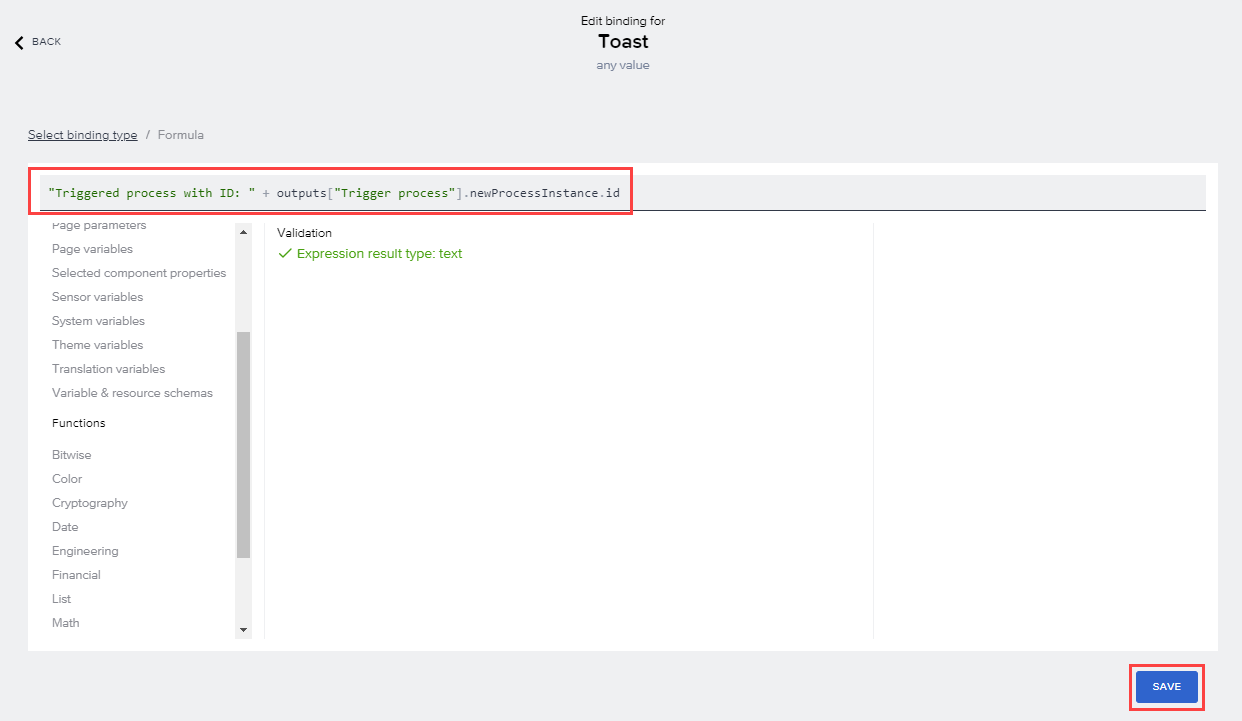 Edit binding for
BACK
Toast
any value
Select binding type / Formula
"Triggered process with ID: " + outputs["Trigger process"].newProcessInstance.id
Page parameters
Page variables
Selected component properties
Sensor variables
System variables
Theme variables
Translation variables
Variable & resource schemas
Functions
Bitwise
Color
Cryptography
Date
Engineering
Financial
List
Math
Validation
Expression result type: text
SAVE